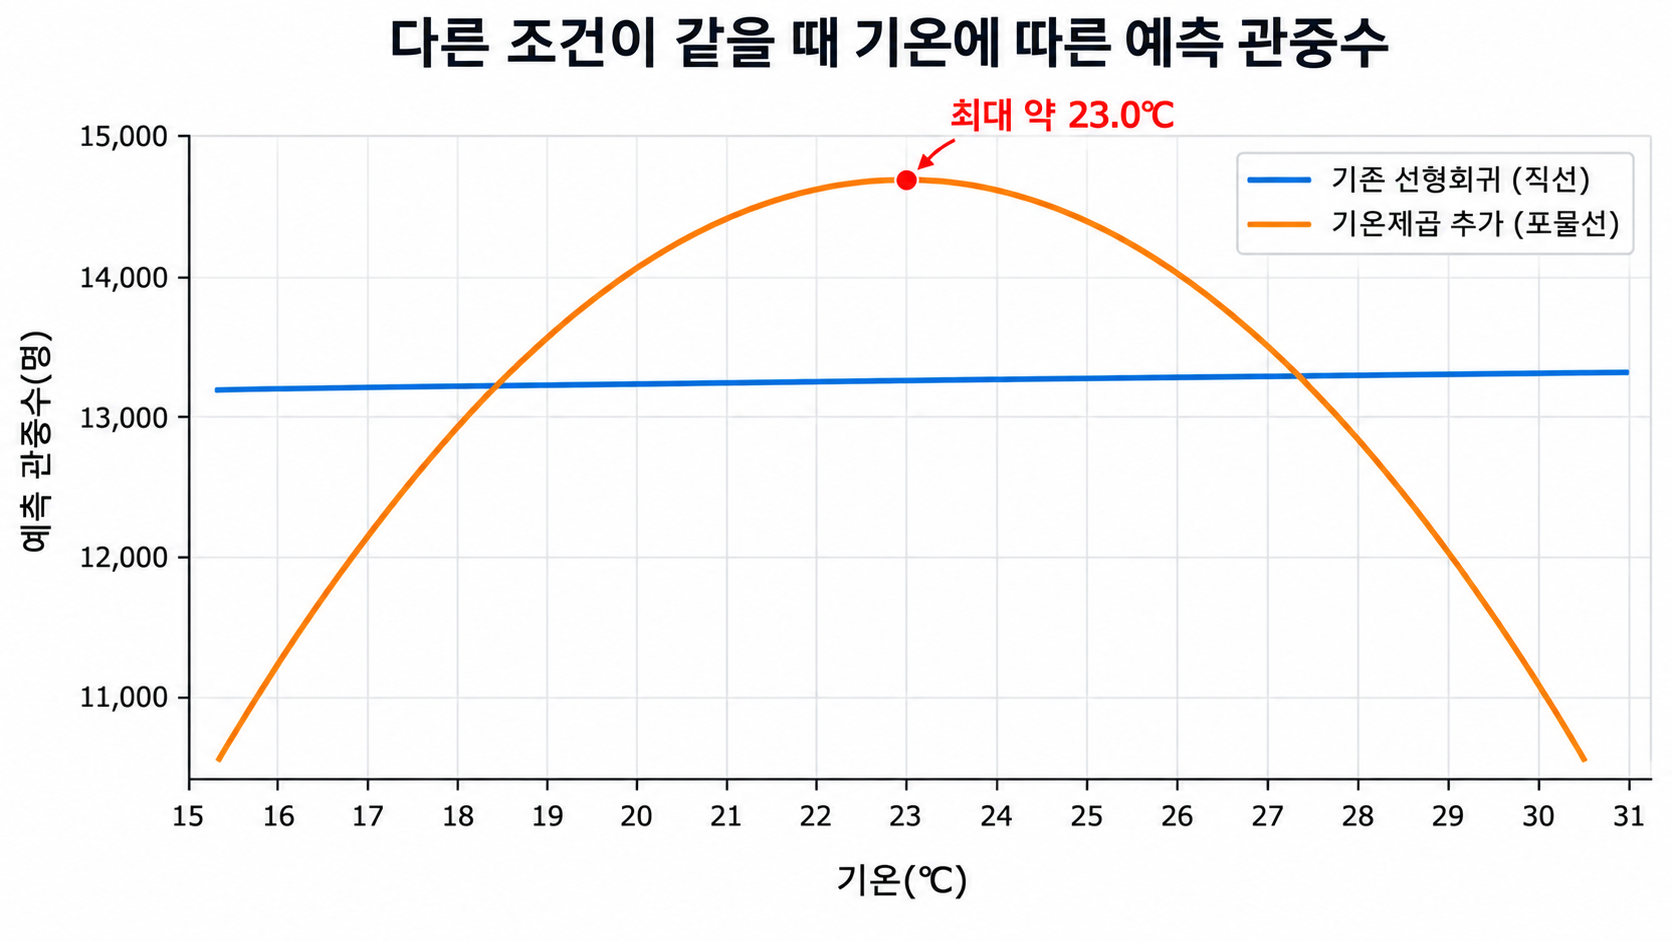 다른 조건이 같을 때 기온에 따른 예측 관중수
최대 약 23.0℃
기존 선형회귀 (직선)
기온제곱 추가 (포물선)
예측 관중수(명)
15,000
14,000
13,000
12,000
11,000
15 16 17 18 19 20 21 22 23 24 25 26 27 28 29 30 31
기온(℃)